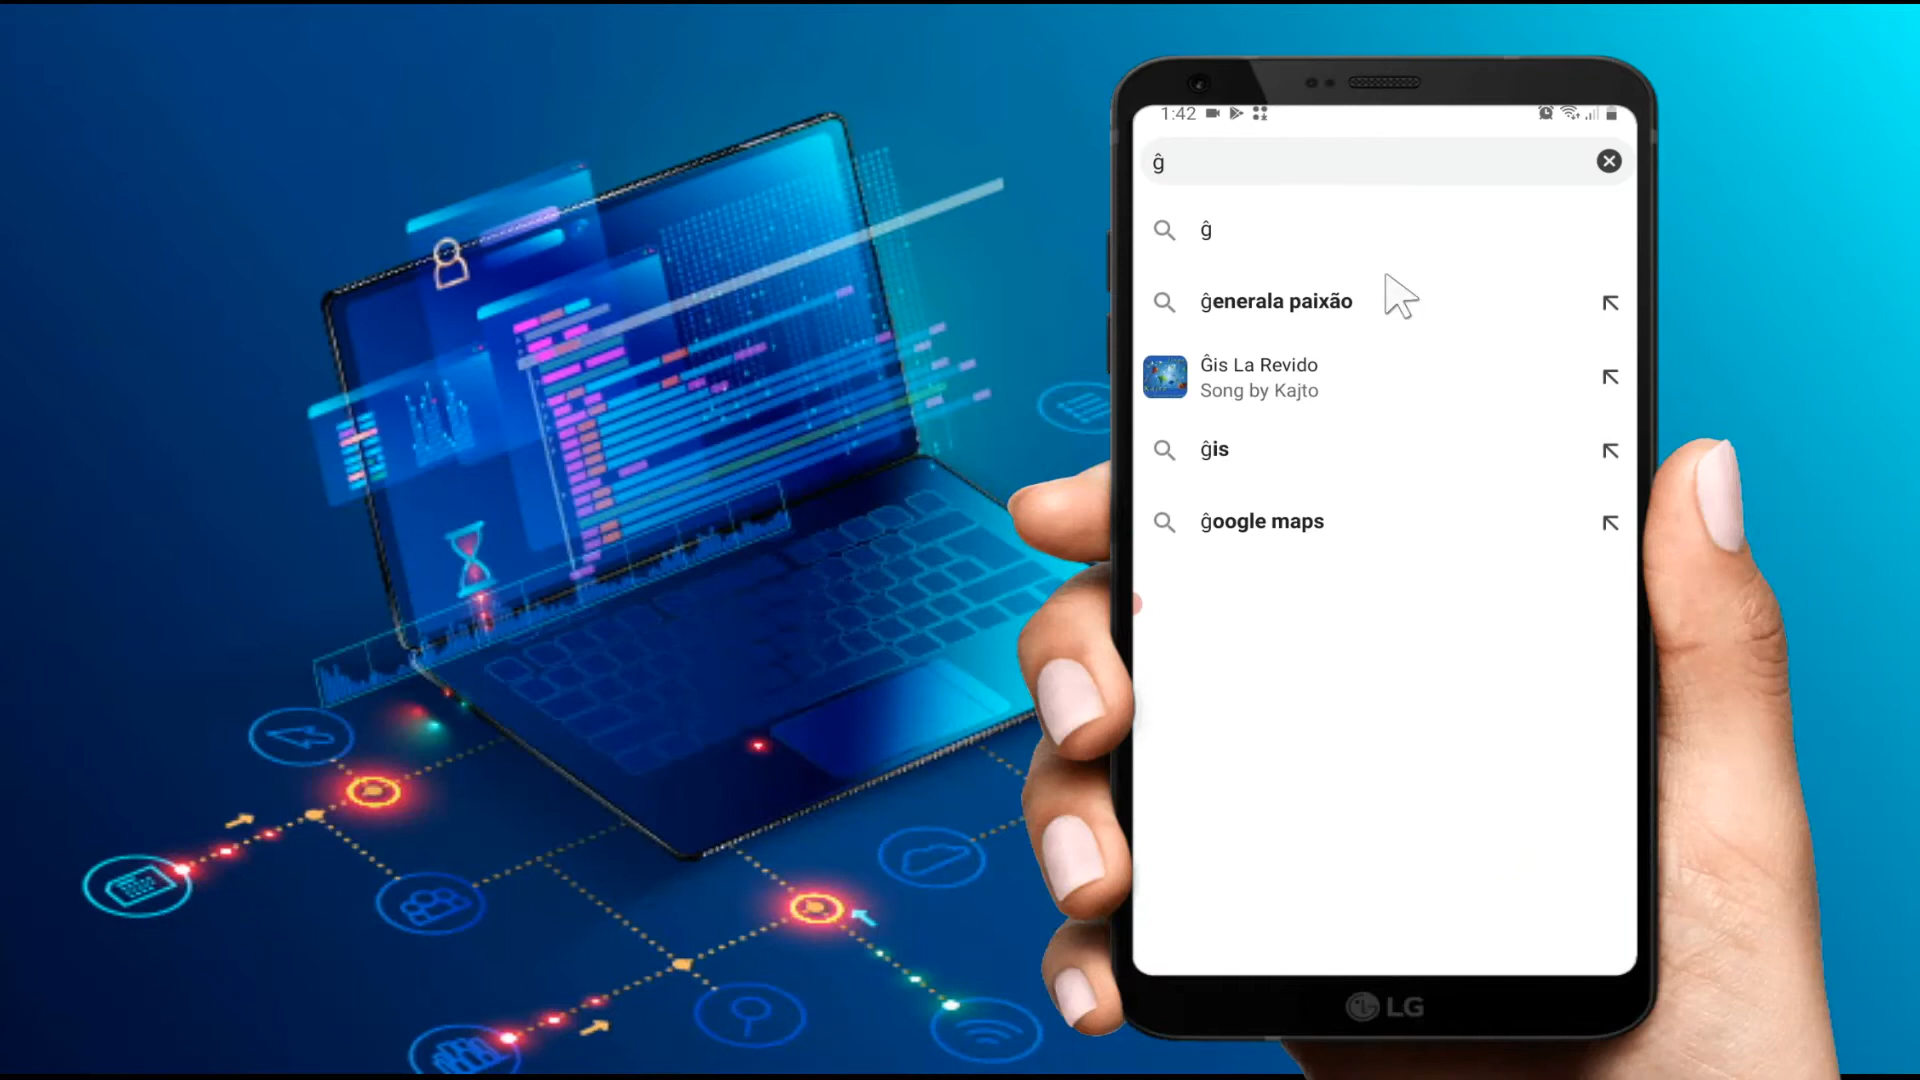 1:42
ĝ
ĝ
ĝenerala paixão
Ĝis La Revido
Song by Kajto
ĝis
ĝoogle maps
LG